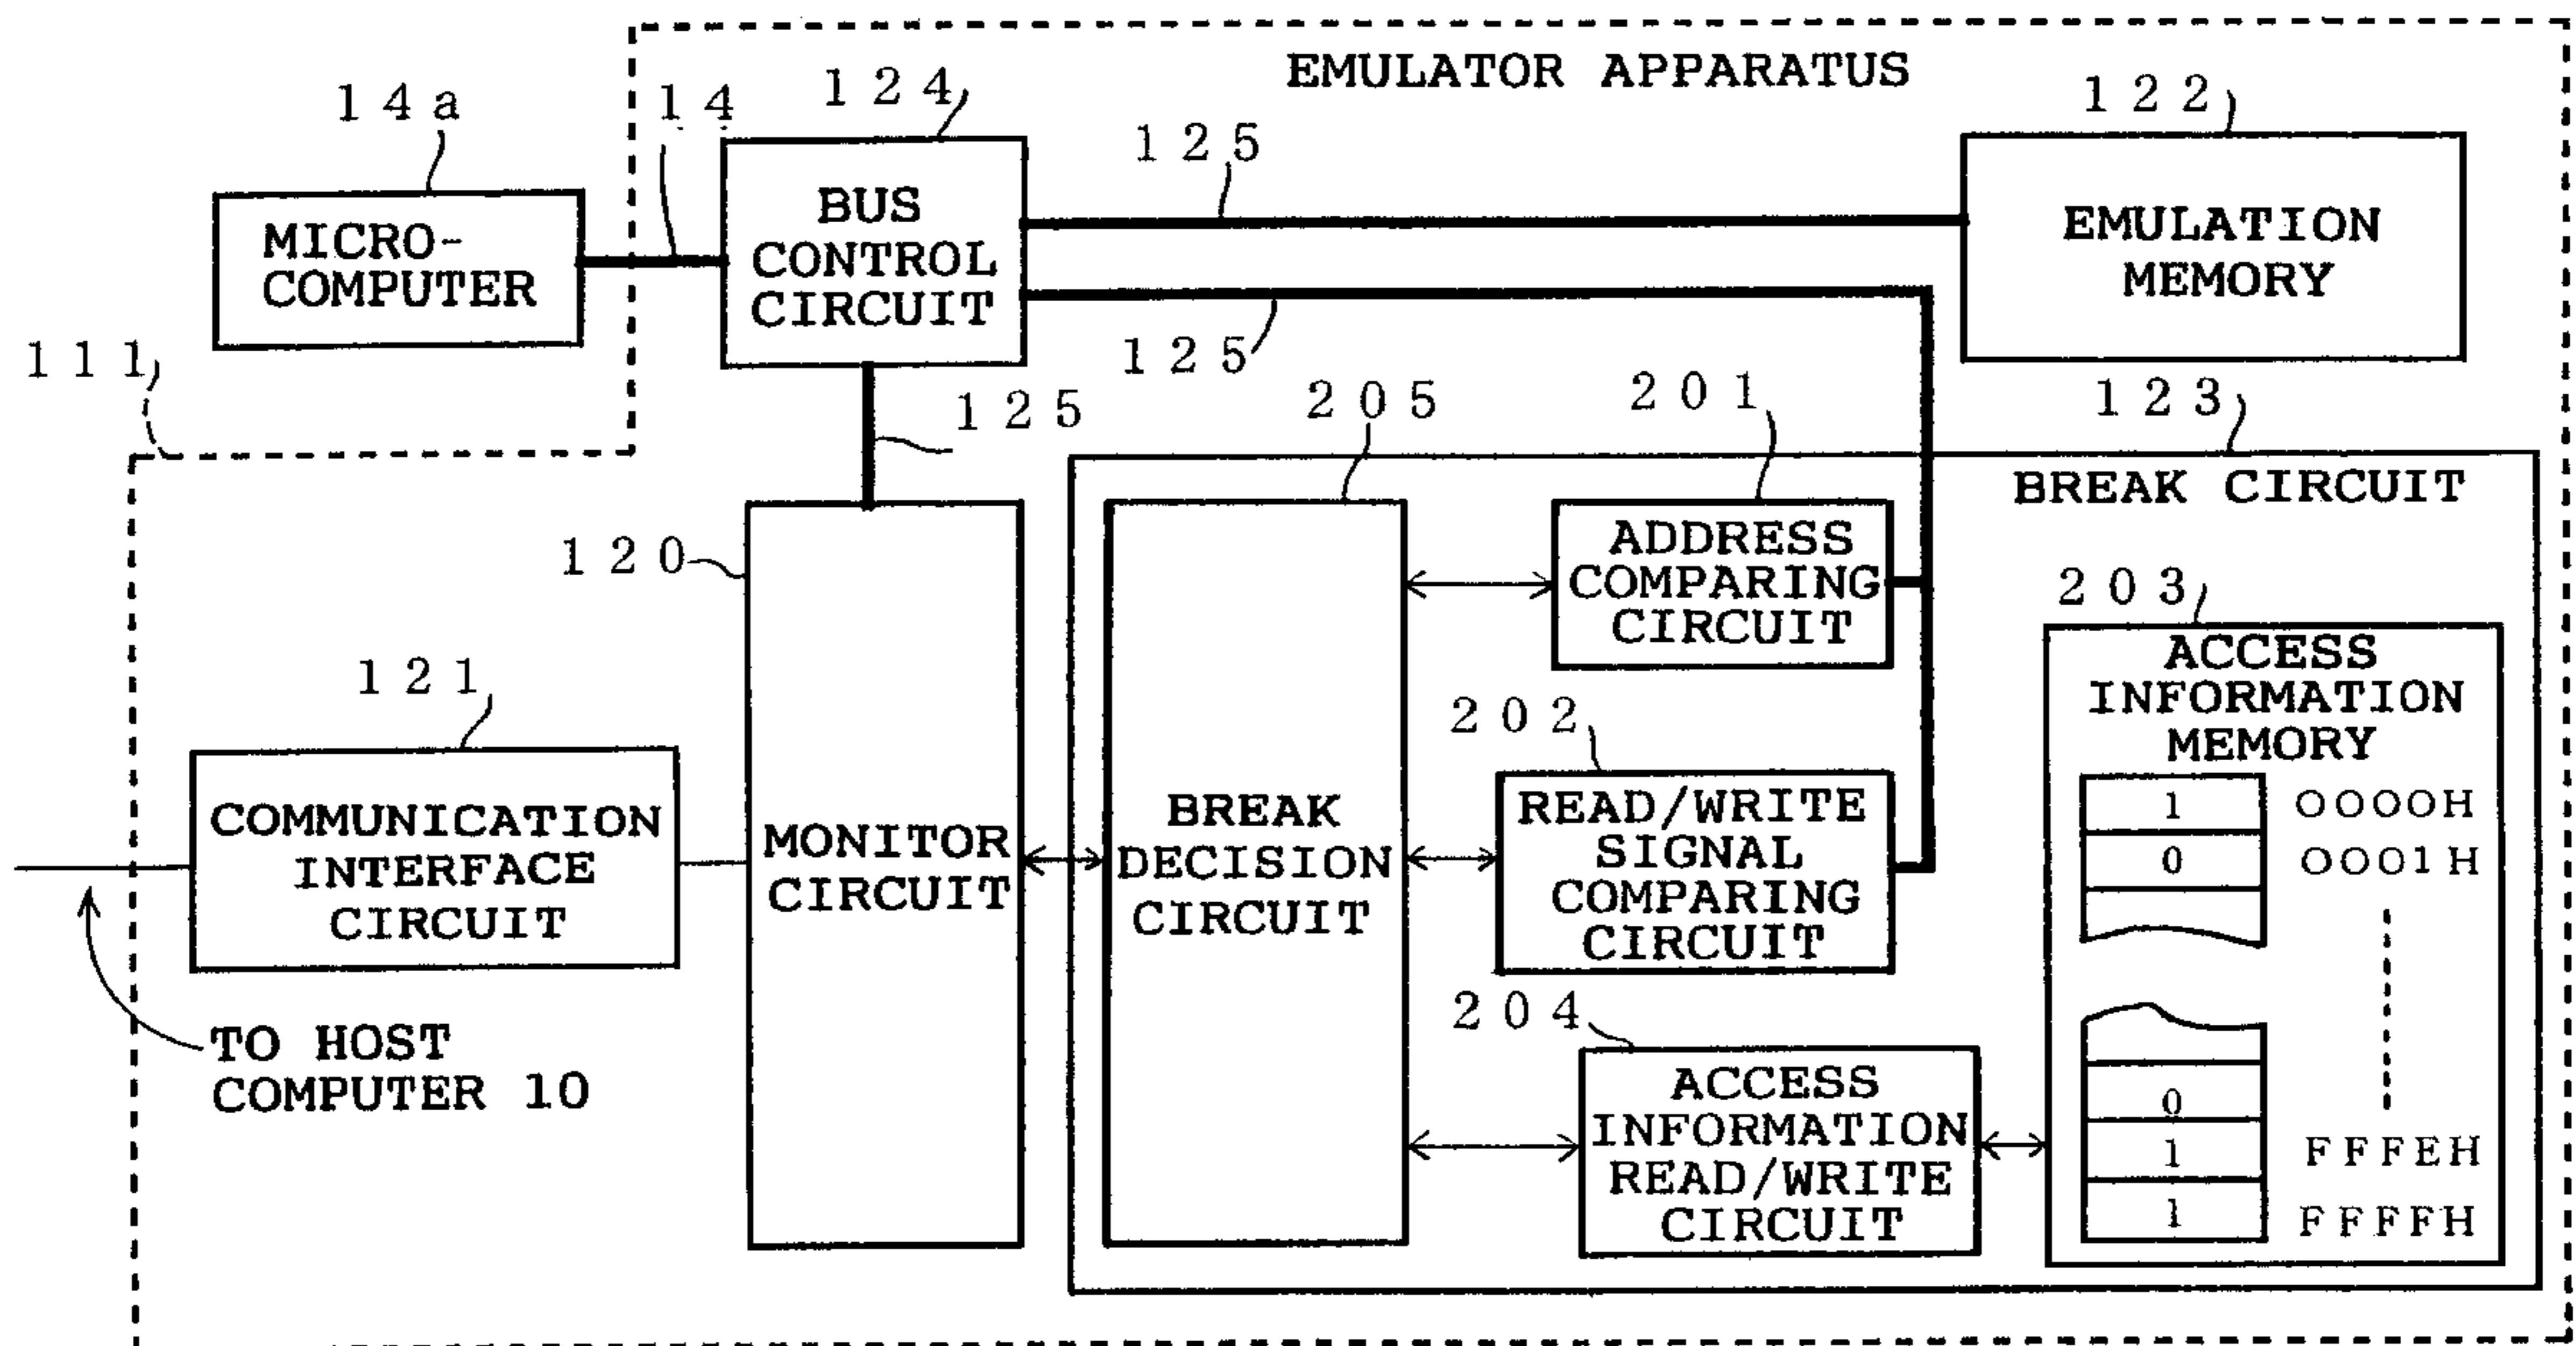 EMULATOR APPARATUS
14a
14
124
125
122
MICRO-
COMPUTER
BUS
CONTROL
CIRCUIT
EMULATION
MEMORY
111
125
125
205
201
123
BREAK CIRCUIT
120
ADDRESS
COMPARING
CIRCUIT
203
ACCESS
INFORMATION
MEMORY
121
202
1 0000H
0 0001H
COMMUNICATION
INTERFACE
CIRCUIT
MONITOR
CIRCUIT
BREAK
DECISION
CIRCUIT
READ/WRITE
SIGNAL
COMPARING
CIRCUIT
204
TO HOST
COMPUTER 10
ACCESS
INFORMATION
READ/WRITE
CIRCUIT
0
1 FFFEH
1 FFFFH